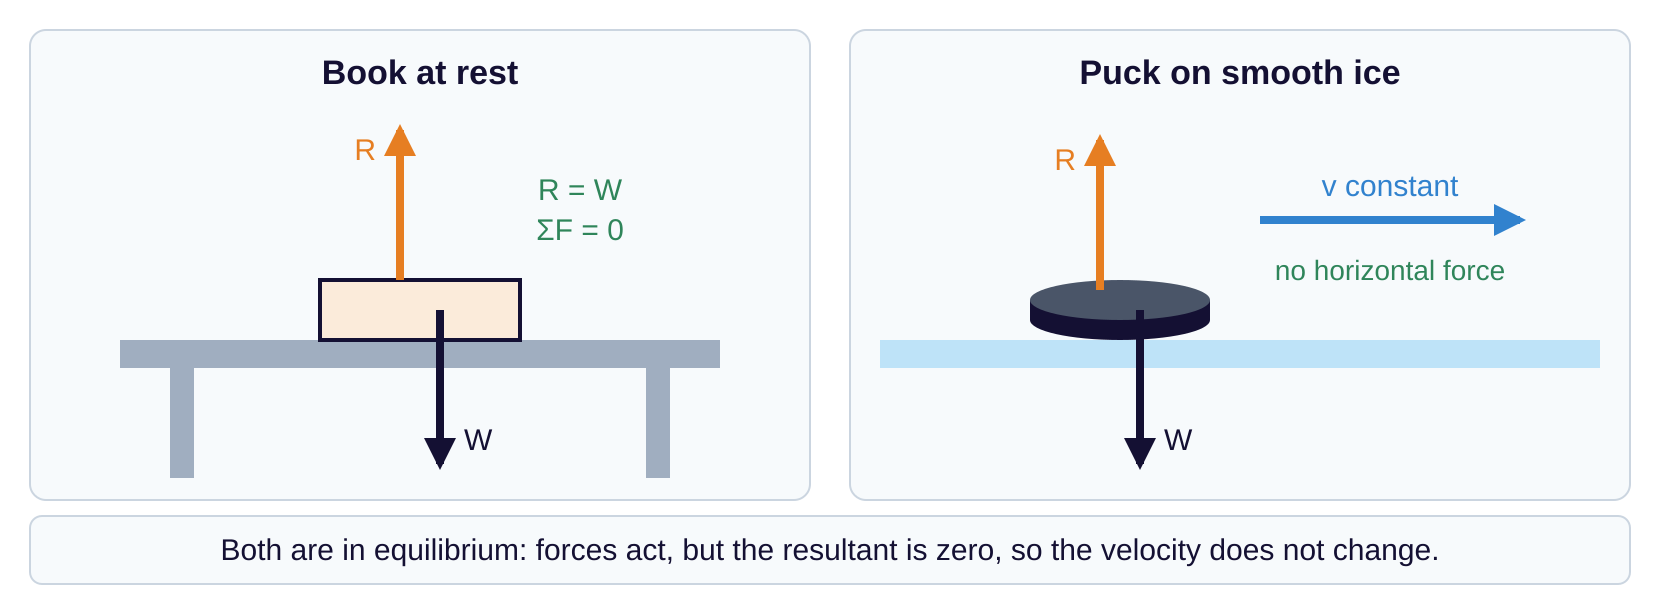 Book at rest
R
R = W
ΣF = 0
W
Puck on smooth ice
R
v constant
no horizontal force
W
Both are in equilibrium: forces act, but the resultant is zero, so the velocity does not change.